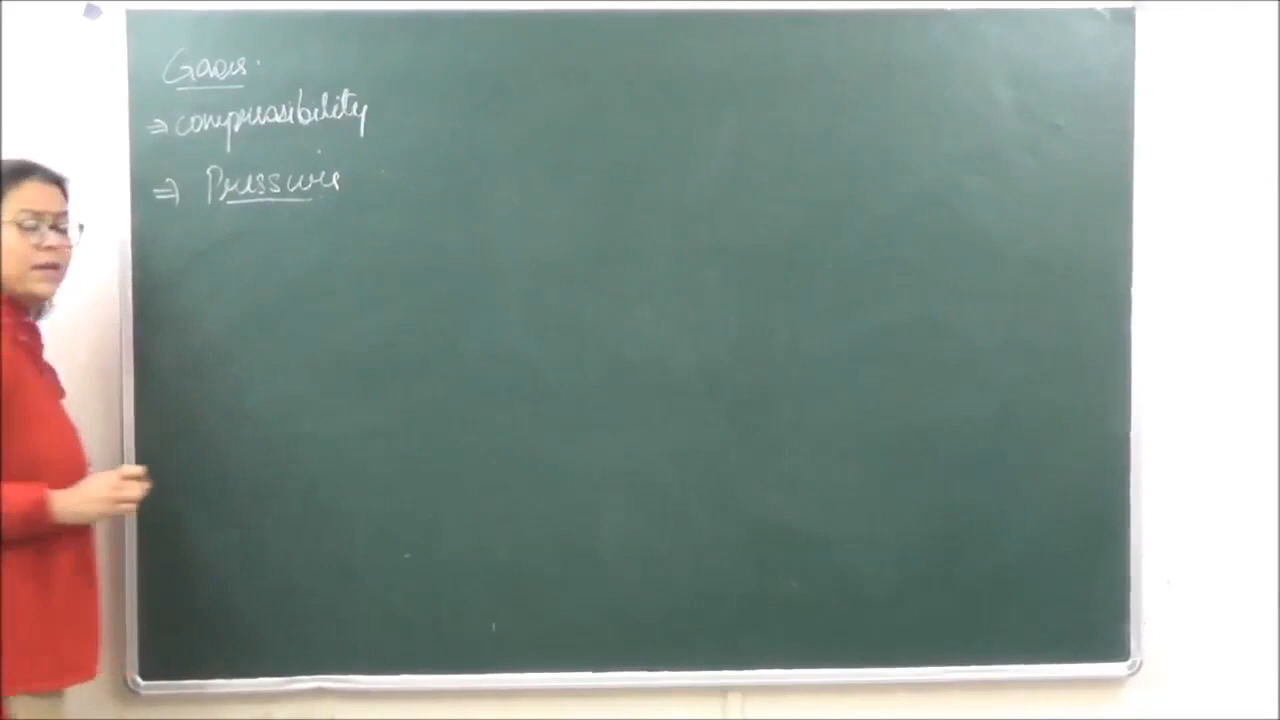 Gases.
⇒ compressibility
⇒ Pressure